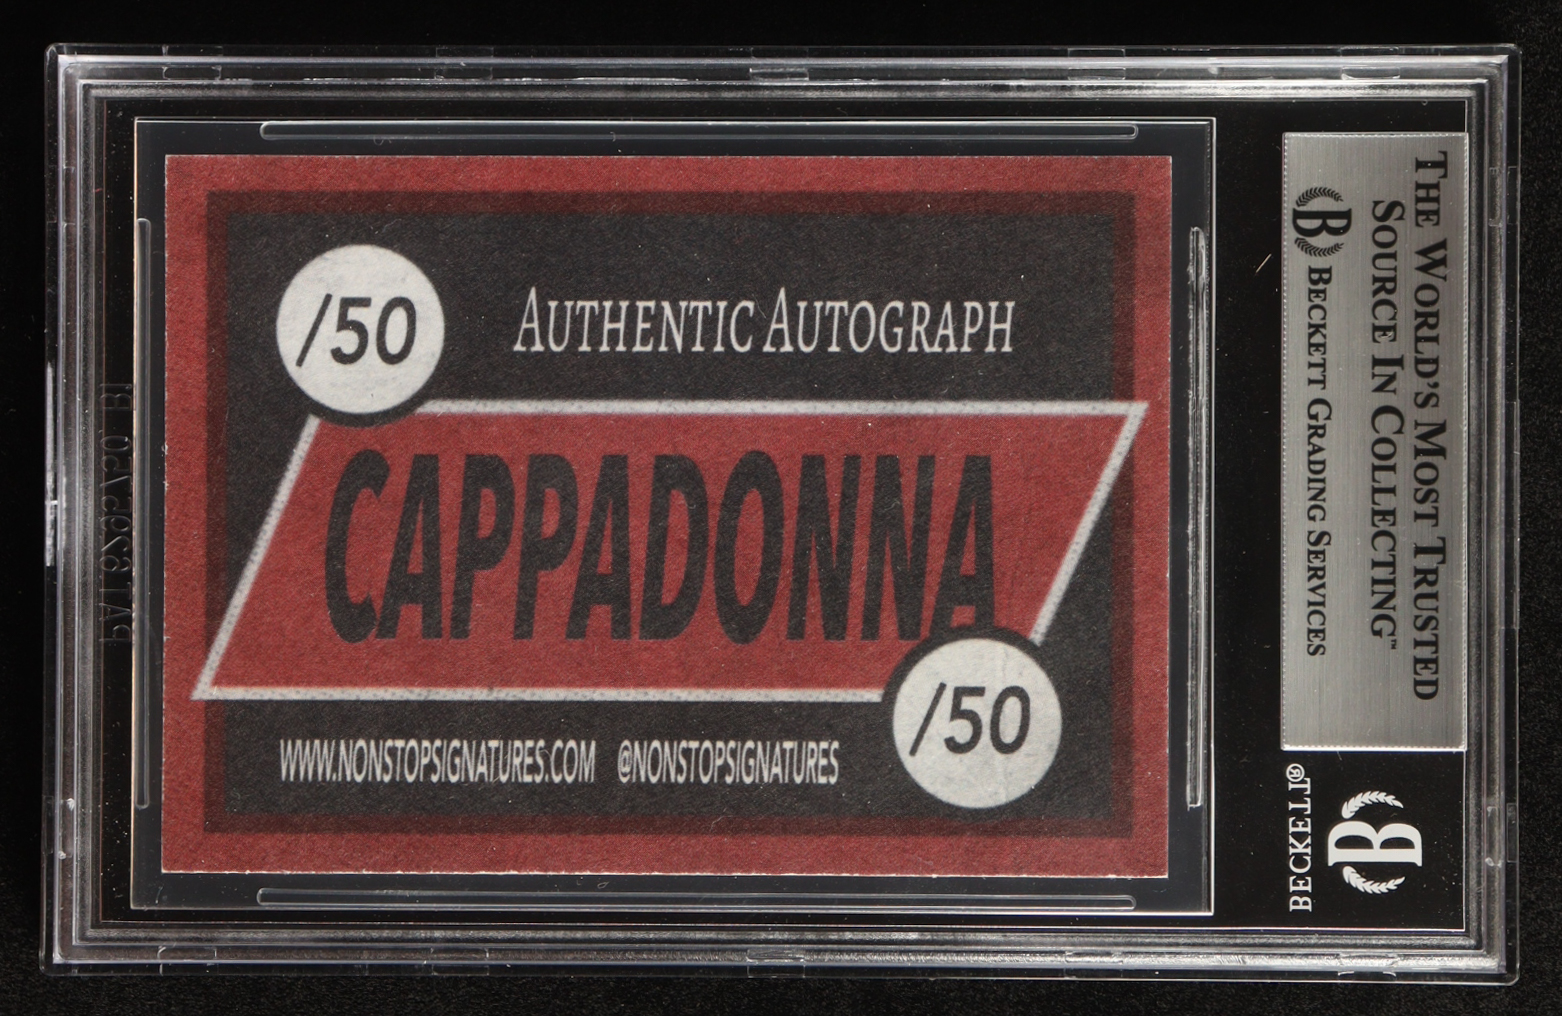 /50
AUTHENTIC AUTOGRAPH
CAPPADONNA
/50
WWW.NONSTOPSIGNATURES.COM @NONSTOPSIGNATURES
THE WORLD'S MOST TRUSTED
SOURCE IN COLLECTING™
B BECKETT GRADING SERVICES
BECKETT®
B